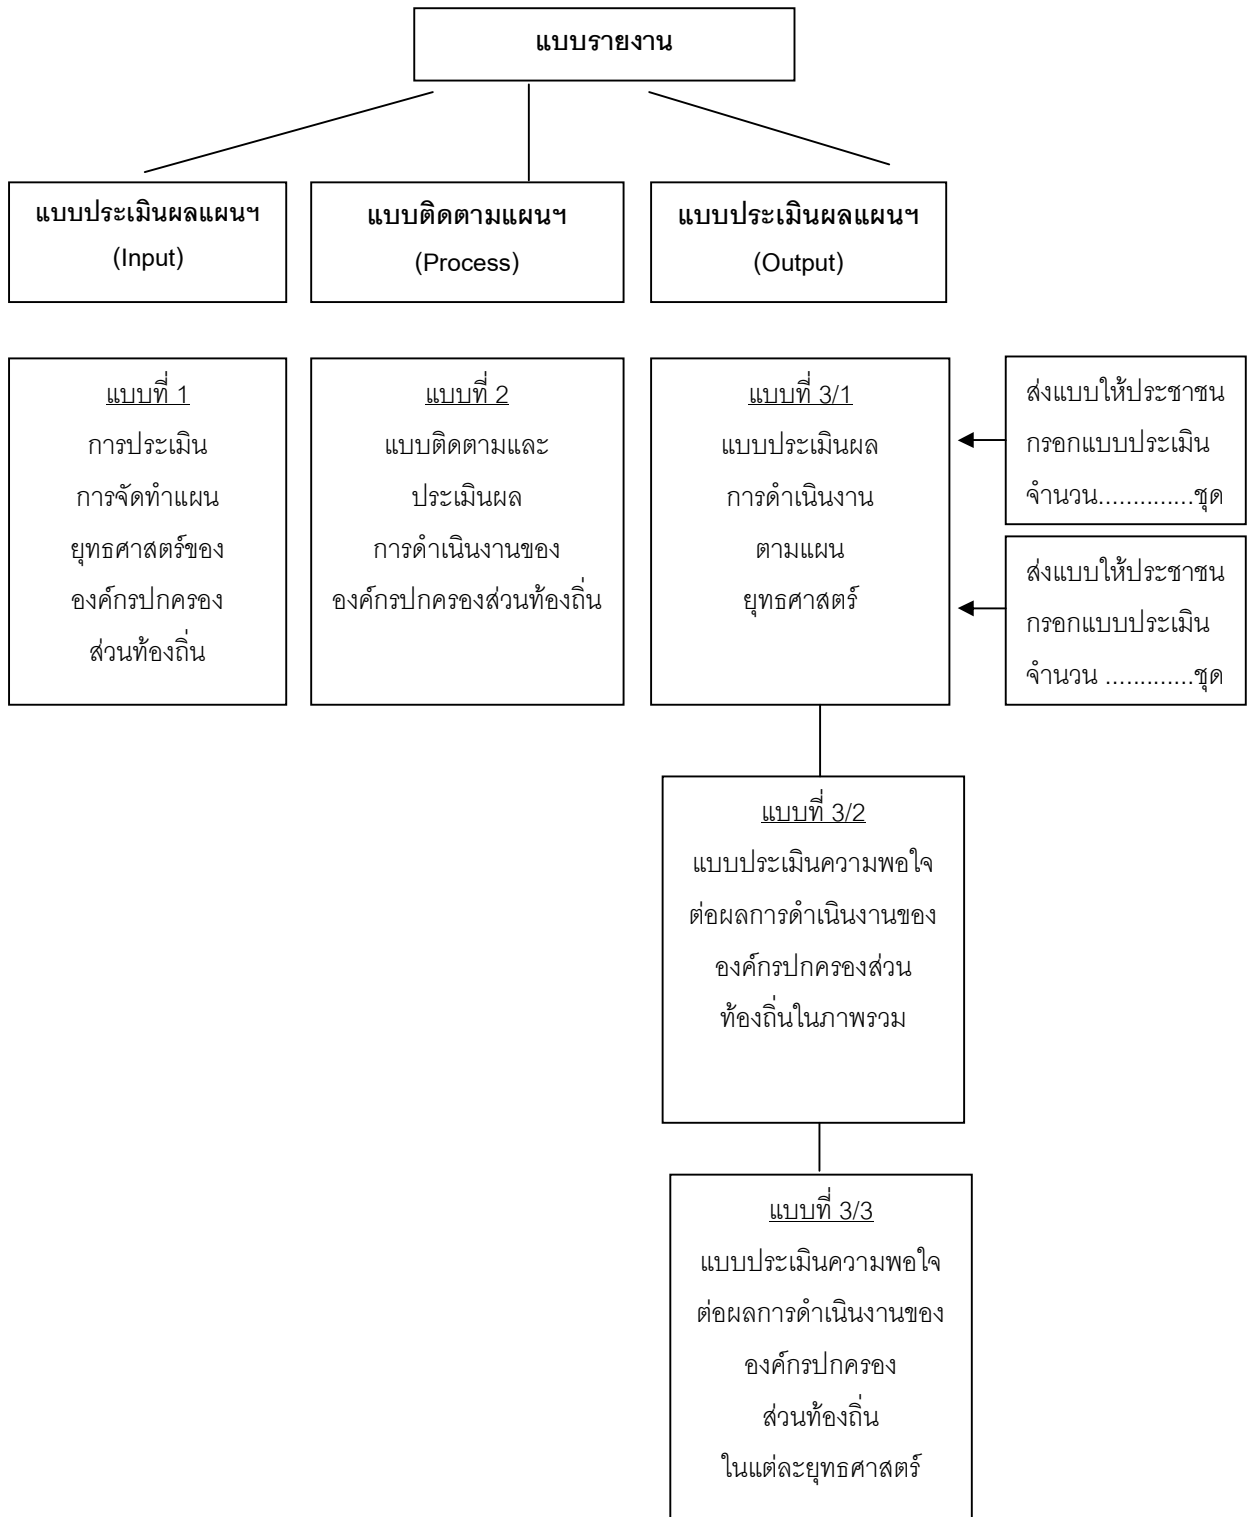 แบบรายงาน
แบบประเมินผลแผนฯ
(Input)
แบบติดตามแผนฯ
(Process)
แบบประเมินผลแผนฯ
(Output)
แบบที่ 1
การประเมิน
การจัดทำแผน
ยุทธศาสตร์ของ
องค์กรปกครอง
ส่วนท้องถิ่น
แบบที่ 2
แบบติดตามและ
ประเมินผล
การดำเนินงานของ
องค์กรปกครองส่วนท้องถิ่น
แบบที่ 3/1
แบบประเมินผล
การดำเนินงาน
ตามแผน
ยุทธศาสตร์
ส่งแบบให้ประชาชน
กรอกแบบประเมิน
จำนวน..............ชุด
ส่งแบบให้ประชาชน
กรอกแบบประเมิน
จำนวน .............ชุด
แบบที่ 3/2
แบบประเมินความพอใจ
ต่อผลการดำเนินงานของ
องค์กรปกครองส่วน
ท้องถิ่นในภาพรวม
แบบที่ 3/3
แบบประเมินความพอใจ
ต่อผลการดำเนินงานของ
องค์กรปกครอง
ส่วนท้องถิ่น
ในแต่ละยุทธศาสตร์